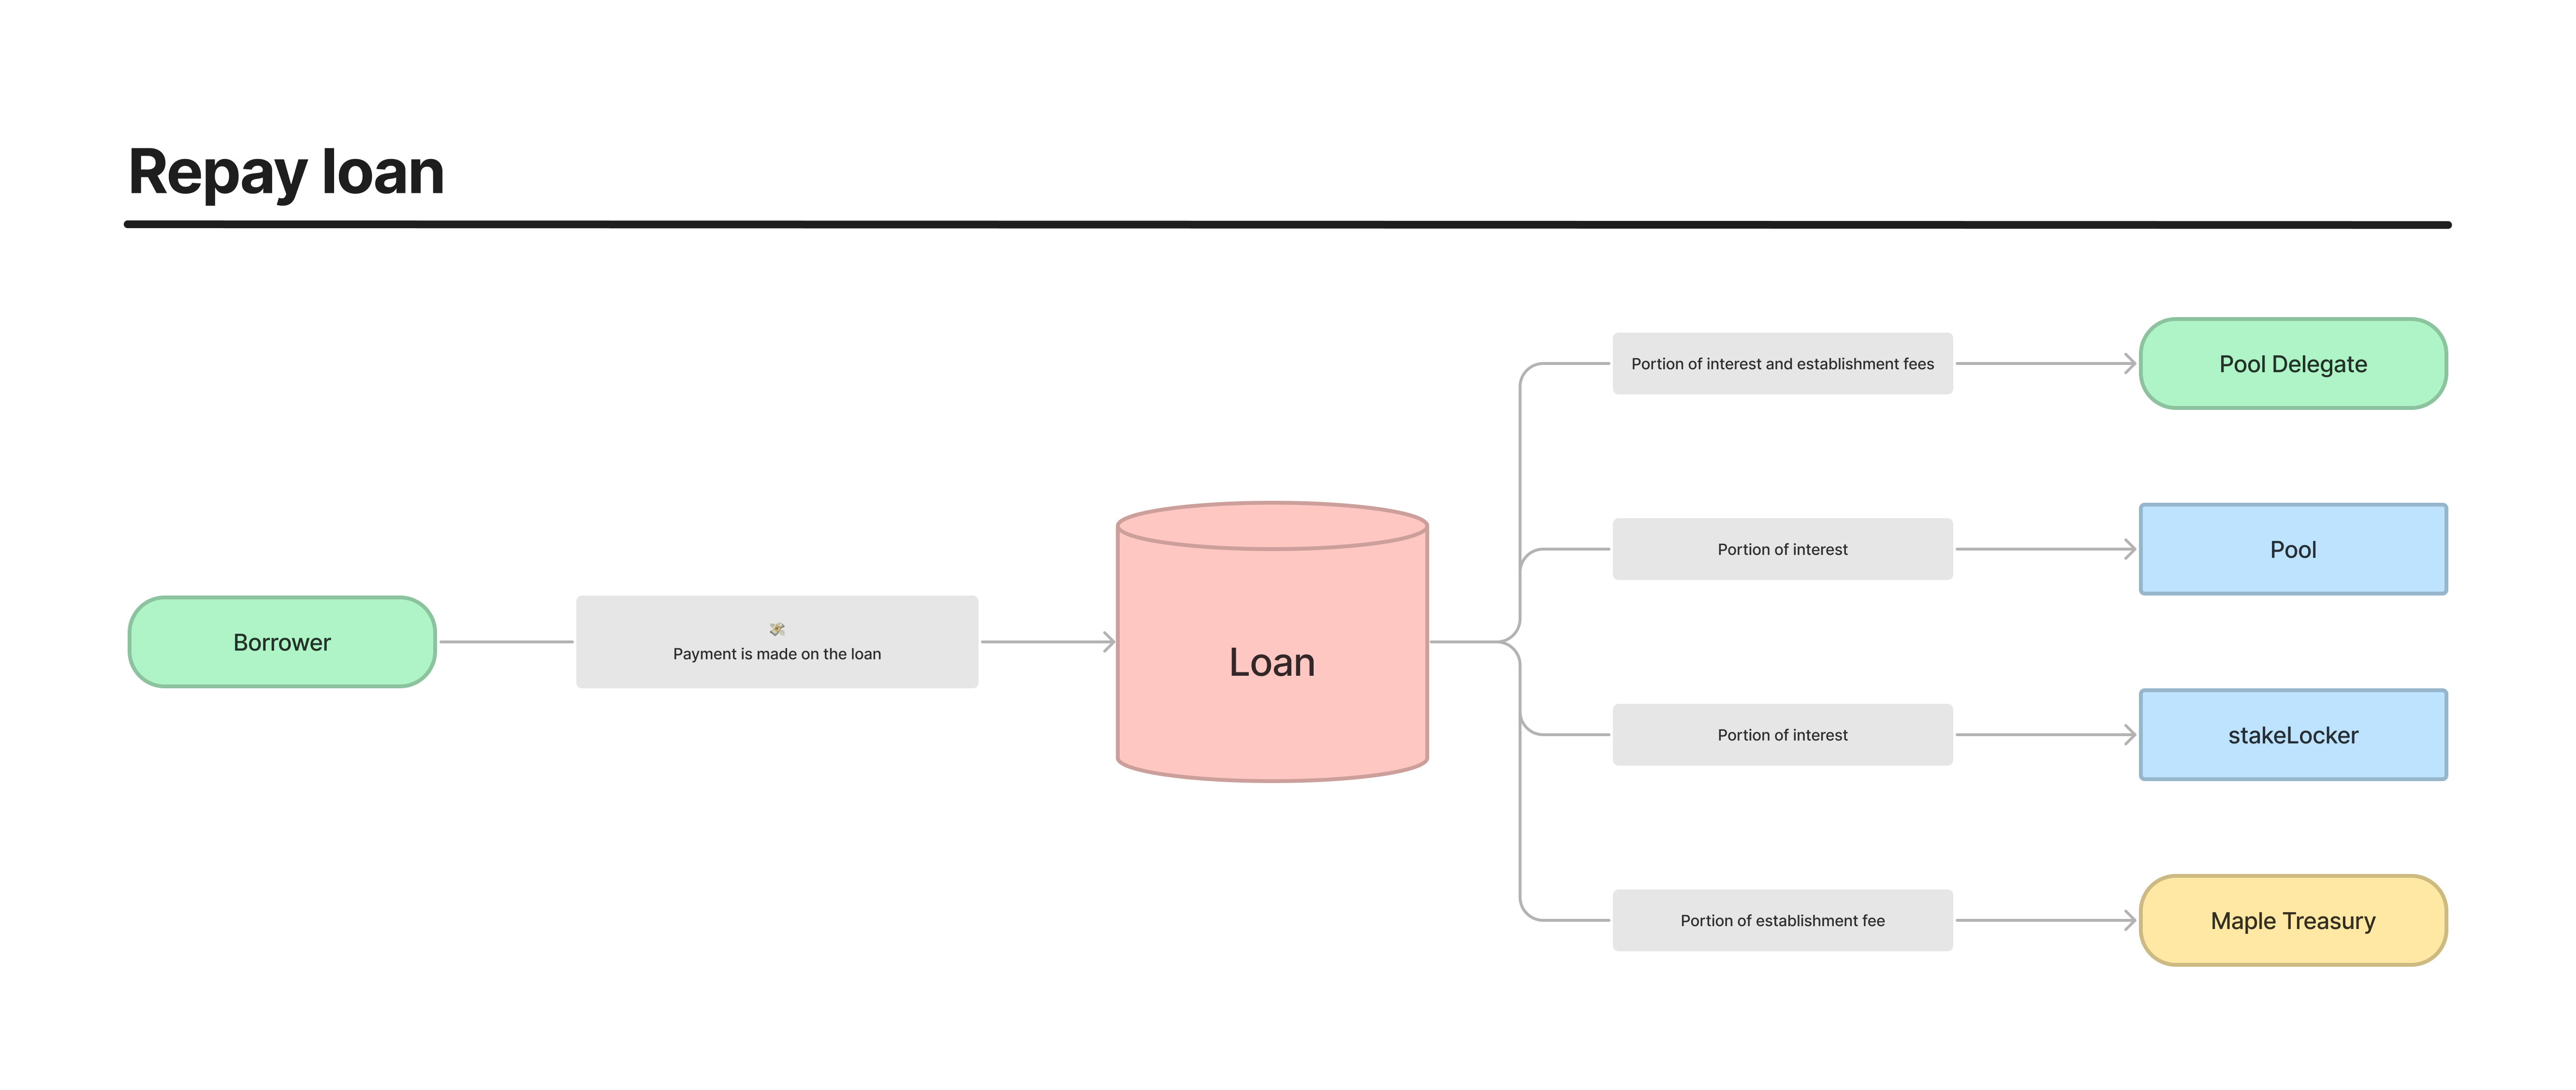 Repay loan
Portion of interest and establishment fees
Pool Delegate
Portion of interest
Pool
Borrower
💸
Payment is made on the loan
Loan
Portion of interest
stakeLocker
Portion of establishment fee
Maple Treasury